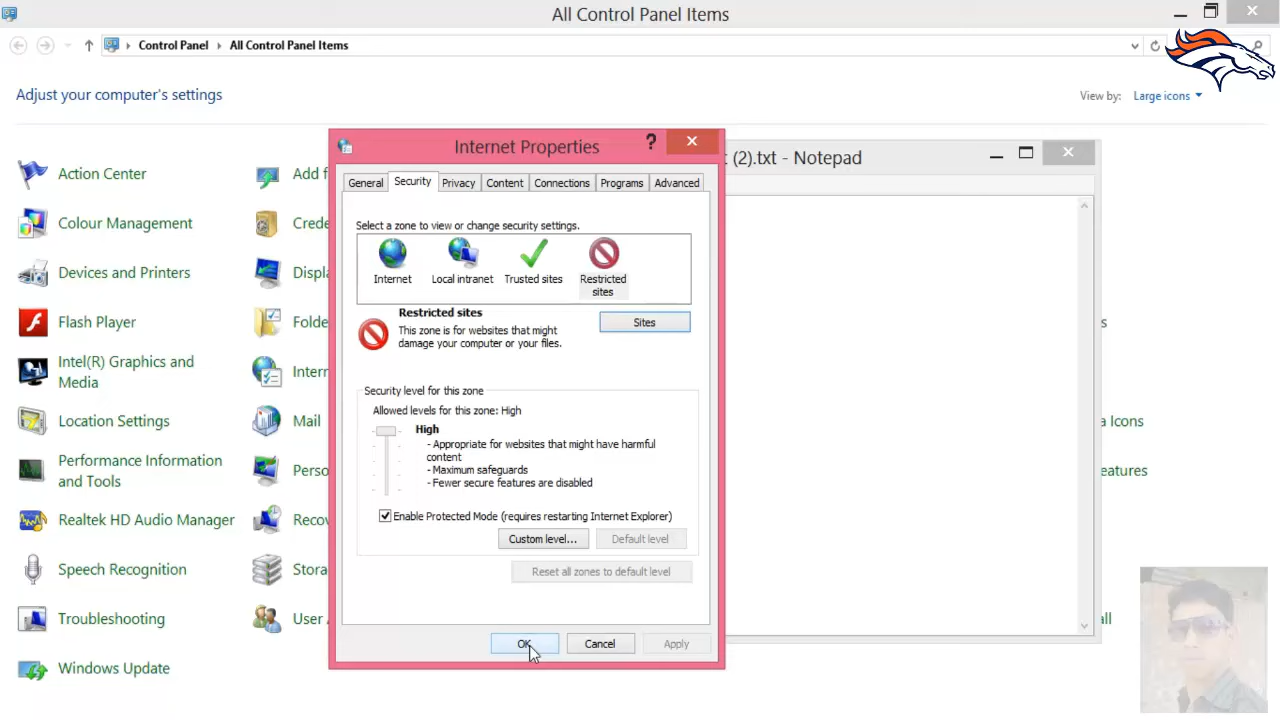 All Control Panel Items
Control Panel
All Control Panel Items
Adjust your computer's settings
View by:
Large icons
Action Center
Add f
Colour Management
Crede
Devices and Printers
Displa
Flash Player
Folde
s
Intel(R) Graphics and
Media
Intern
Location Settings
Mail
a Icons
Performance Information
and Tools
Perso
eatures
Realtek HD Audio Manager
Recov
Speech Recognition
Stora
Troubleshooting
User A
all
Windows Update
Internet Properties
?
t (2).txt - Notepad
General
Security
Privacy
Content
Connections
Programs
Advanced
Select a zone to view or change security settings.
Internet
Local intranet
Trusted sites
Restricted
sites
Restricted sites
This zone is for websites that might
damage your computer or your files.
Sites
Security level for this zone
Allowed levels for this zone: High
High
- Appropriate for websites that might have harmful
content
- Maximum safeguards
- Fewer secure features are disabled
Enable Protected Mode (requires restarting Internet Explorer)
Custom level...
Default level
Reset all zones to default level
OK
Cancel
Apply